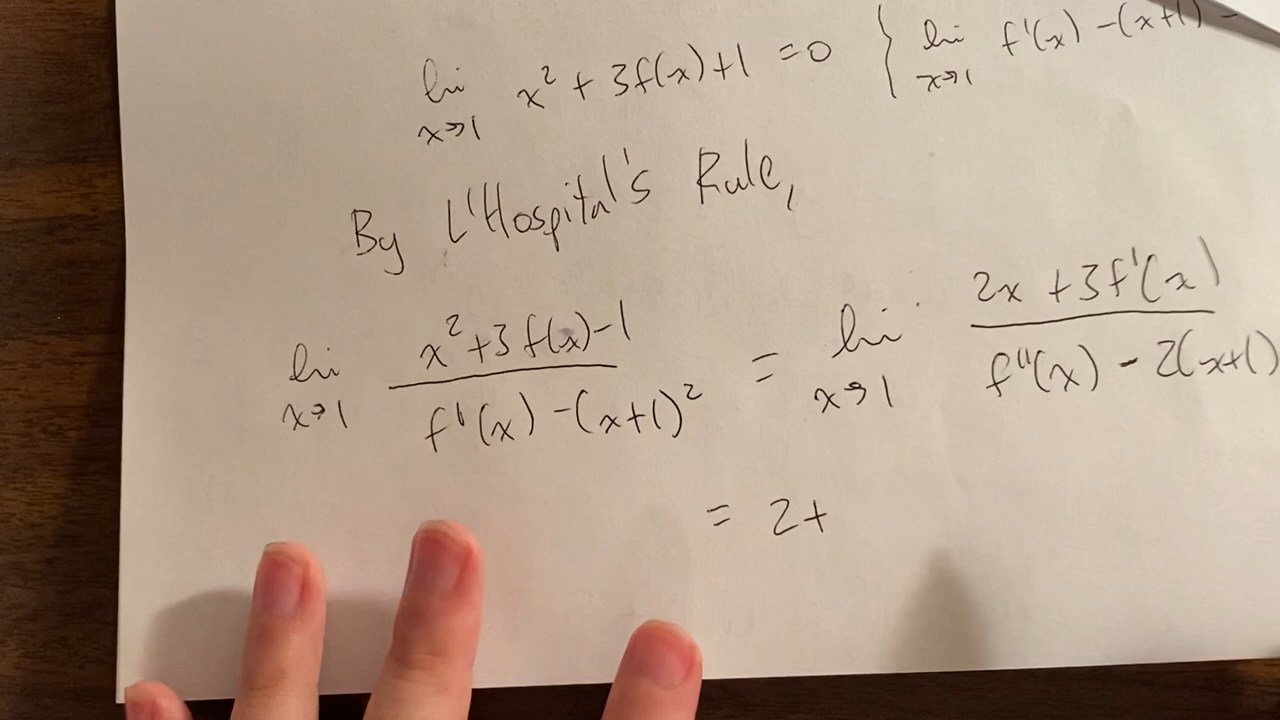 lim x→1 x² + 3f(x) + 1 = 0 { lim x→1 f'(x) - (x+1) -
By L'Hospital's Rule,
lim x→1 (x² + 3f(x) - 1)/(f'(x) - (x+1)²) = lim x→1 (2x + 3f'(x))/(f''(x) - 2(x+1)
= 2+